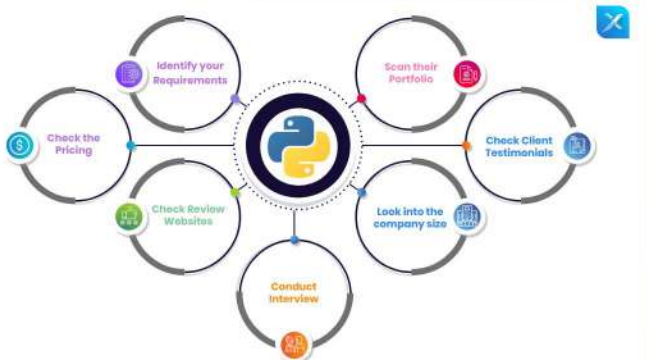 Identify your
Requirements
Scan their
Portfolio
Check the
Pricing
Check Client
Testimonials
Check Review
Websites
Look into the
company size
Conduct
Interview